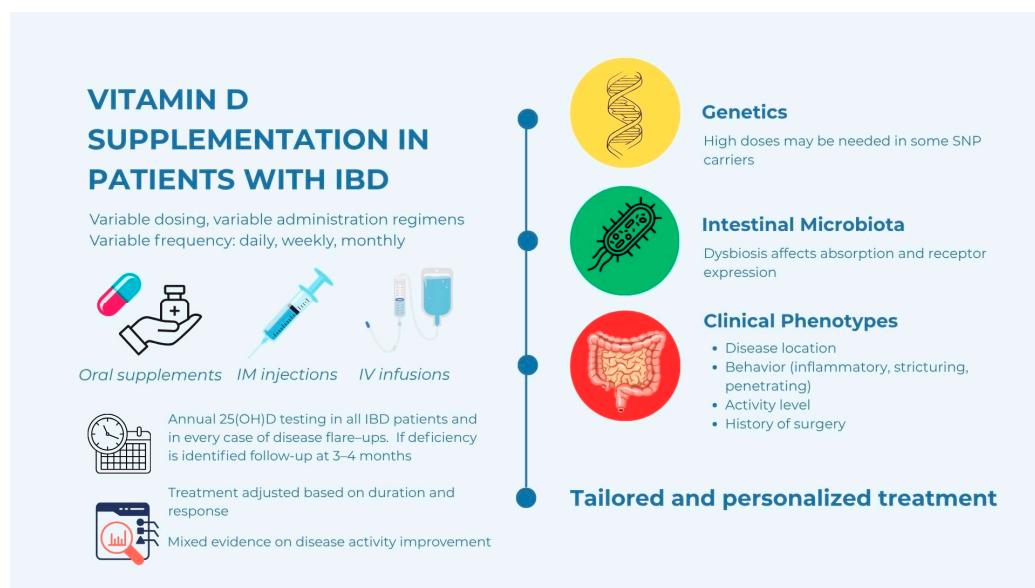 VITAMIN D
SUPPLEMENTATION IN
PATIENTS WITH IBD
Variable dosing, variable administration regimens
Variable frequency: daily, weekly, monthly
Oral supplements IM injections IV infusions
Annual 25(OH)D testing in all IBD patients and
in every case of disease flare–ups. If deficiency
is identified follow-up at 3–4 months
Treatment adjusted based on duration and
response
Mixed evidence on disease activity improvement
Genetics
High doses may be needed in some SNP
carriers
Intestinal Microbiota
Dysbiosis affects absorption and receptor
expression
Clinical Phenotypes
• Disease location
• Behavior (inflammatory, stricturing,
penetrating)
• Activity level
• History of surgery
Tailored and personalized treatment